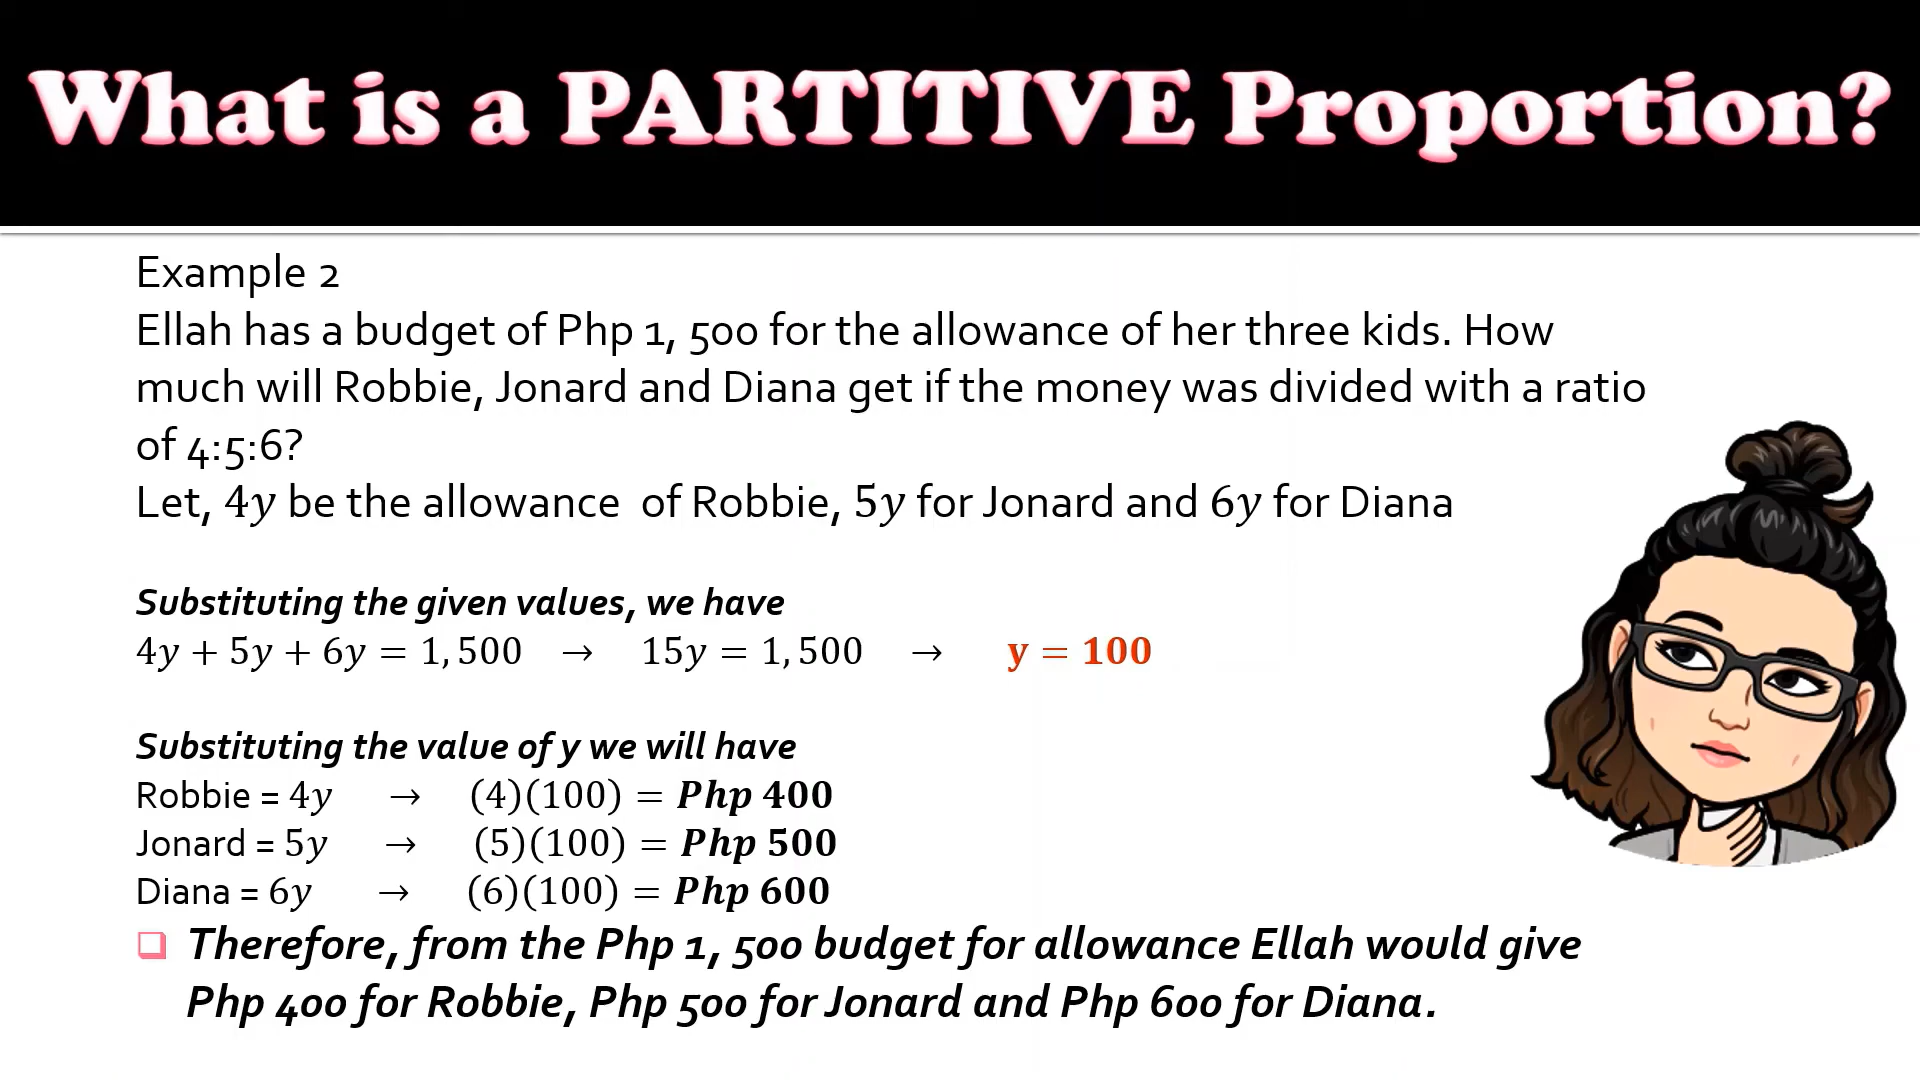 What is a PARTITIVE Proportion?
Example 2
Ellah has a budget of Php 1, 500 for the allowance of her three kids. How
much will Robbie, Jonard and Diana get if the money was divided with a ratio
of 4:5:6?
Let, 4y be the allowance  of Robbie, 5y for Jonard and 6y for Diana
Substituting the given values, we have
4y + 5y + 6y = 1, 500 → 15y = 1, 500 → y = 100
Substituting the value of y we will have
Robbie = 4y → (4)(100) = Php 400
Jonard = 5y → (5)(100) = Php 500
Diana = 6y → (6)(100) = Php 600
Therefore, from the Php 1, 500 budget for allowance Ellah would give
Php 400 for Robbie, Php 500 for Jonard and Php 600 for Diana.